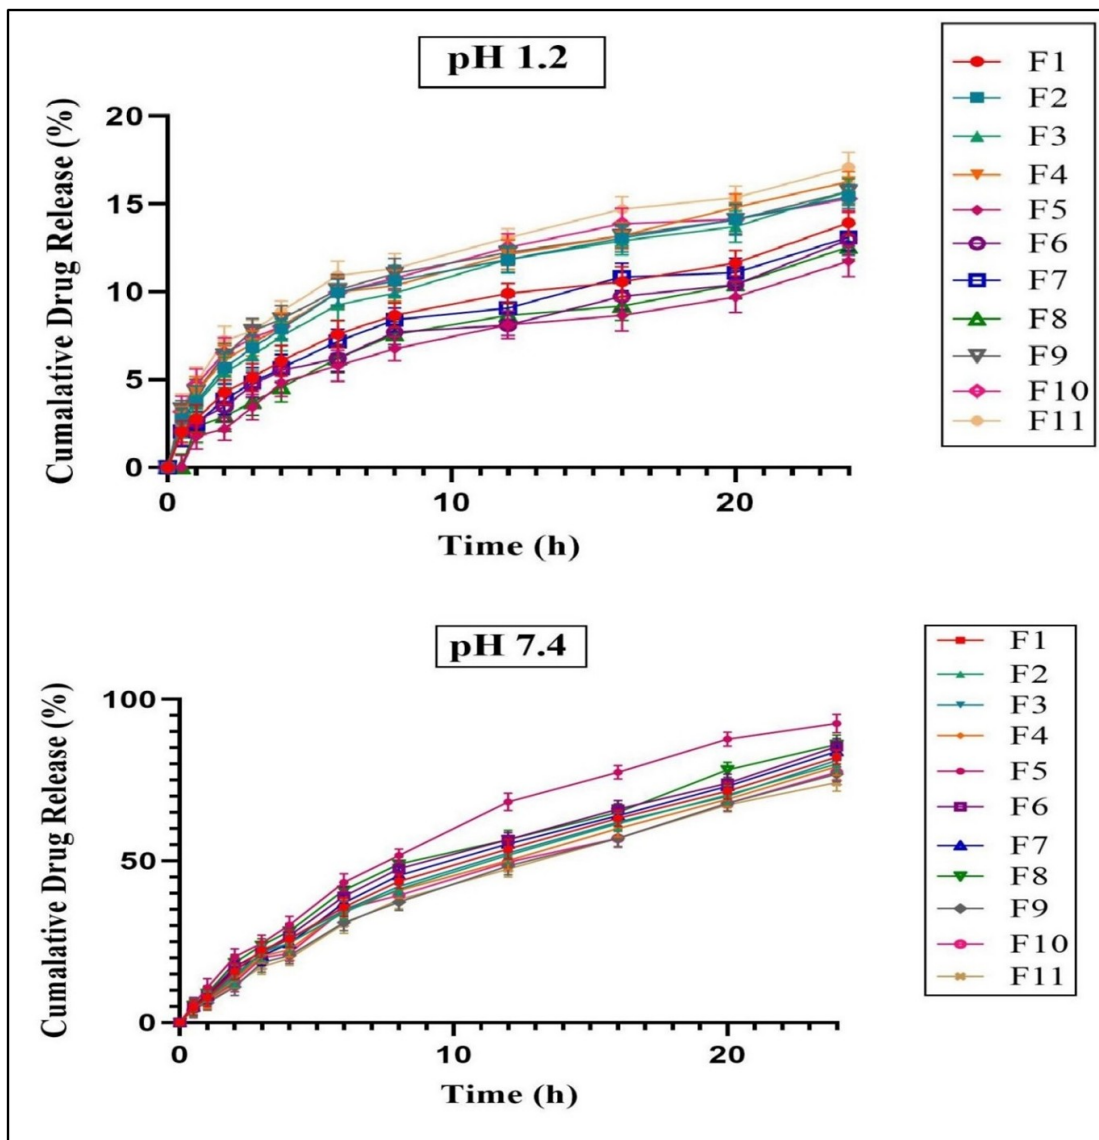 pH 1.2
Cumalative Drug Release (%)
20
15
10
5
0
0
10
20
Time (h)
F1
F2
F3
F4
F5
F6
F7
F8
F9
F10
F11
pH 7.4
Cumalative Drug Release (%)
100
50
0
0
10
20
Time (h)
F1
F2
F3
F4
F5
F6
F7
F8
F9
F10
F11